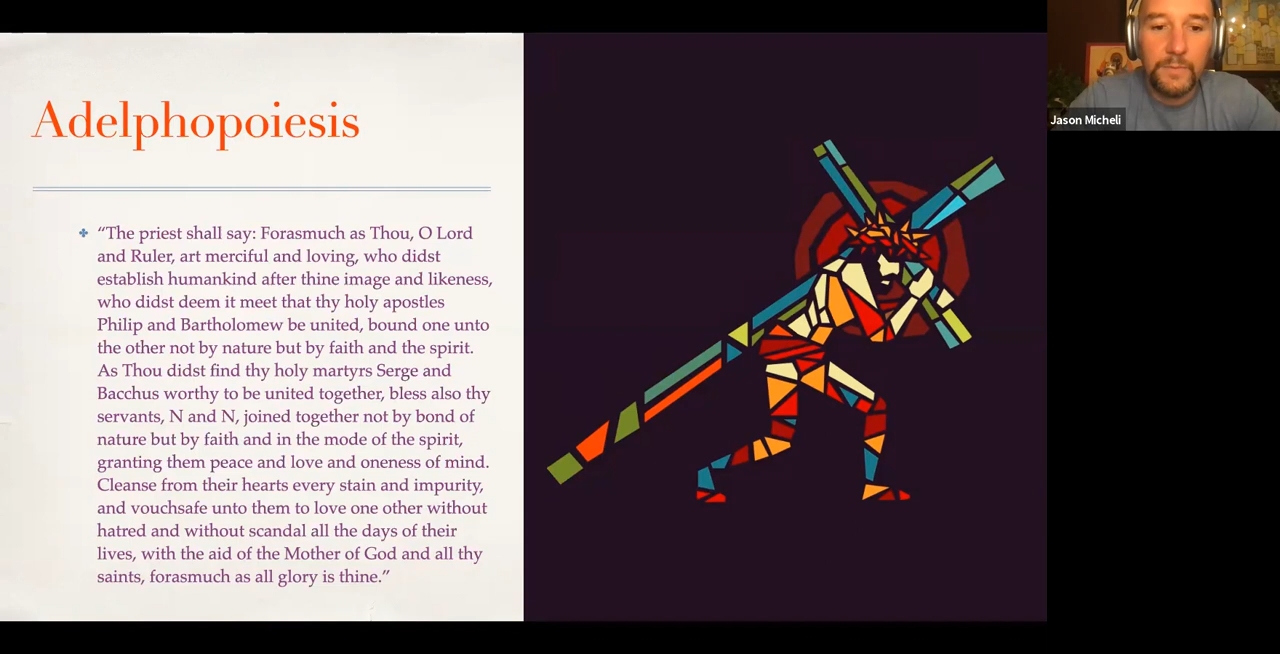 Adelphopoiesis
“The priest shall say: Forasmuch as Thou, O Lord
and Ruler, art merciful and loving, who didst
establish humankind after thine image and likeness,
who didst deem it meet that thy holy apostles
Philip and Bartholomew be united, bound one unto
the other not by nature but by faith and the spirit.
As Thou didst find thy holy martyrs Serge and
Bacchus worthy to be united together, bless also thy
servants, N and N, joined together not by bond of
nature but by faith and in the mode of the spirit,
granting them peace and love and oneness of mind.
Cleanse from their hearts every stain and impurity,
and vouchsafe unto them to love one other without
hatred and without scandal all the days of their
lives, with the aid of the Mother of God and all thy
saints, forasmuch as all glory is thine.”
Jason Micheli